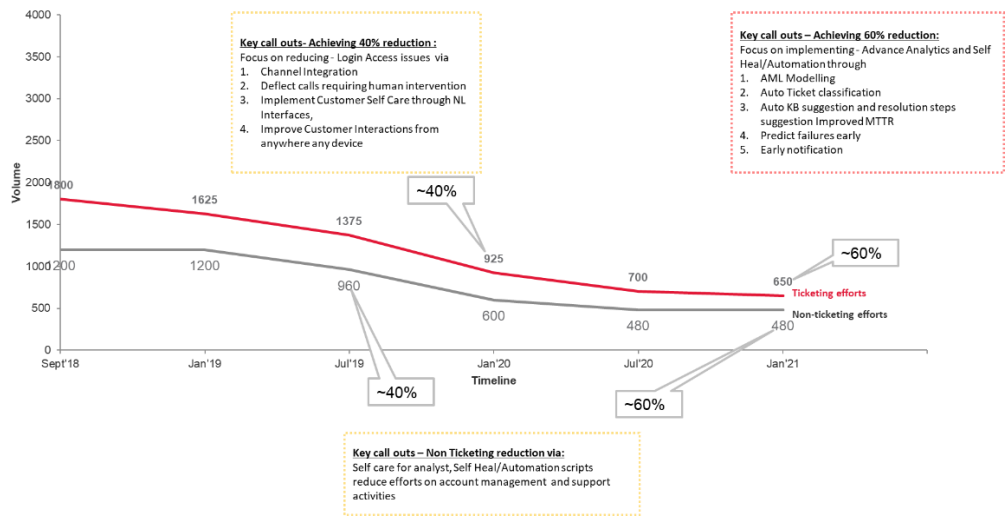 4000
3000
2000
1500
1000
500
0
Volume
Key call outs- Achieving 40% reduction :
Focus on reducing - Login Access issues via
1. Channel Integration
2. Deflect calls requiring human intervention
3. Implement Customer Self Care through NL
Interfaces,
4. Improve Customer Interactions from
anywhere any device
Key call outs – Achieving 60% reduction:
Focus on implementing - Advance Analytics and Self
Heal/Automation through
1. AML Modelling
2. Auto Ticket classification
3. Auto KB suggestion and resolution steps
suggestion Improved MTTR
4. Predict failures early
5. Early notification
~40%
~60%
1800
1625
1375
925
700
650
Ticketing efforts
1200
1200
960
600
480
480
Non-ticketing efforts
Sept'18
Jan'19
Jul'19
Jan'20
Jul'20
Jan'21
Timeline
~40%
~60%
Key call outs – Non Ticketing reduction via:
Self care for analyst, Self Heal/Automation scripts
reduce efforts on account management and support
activities